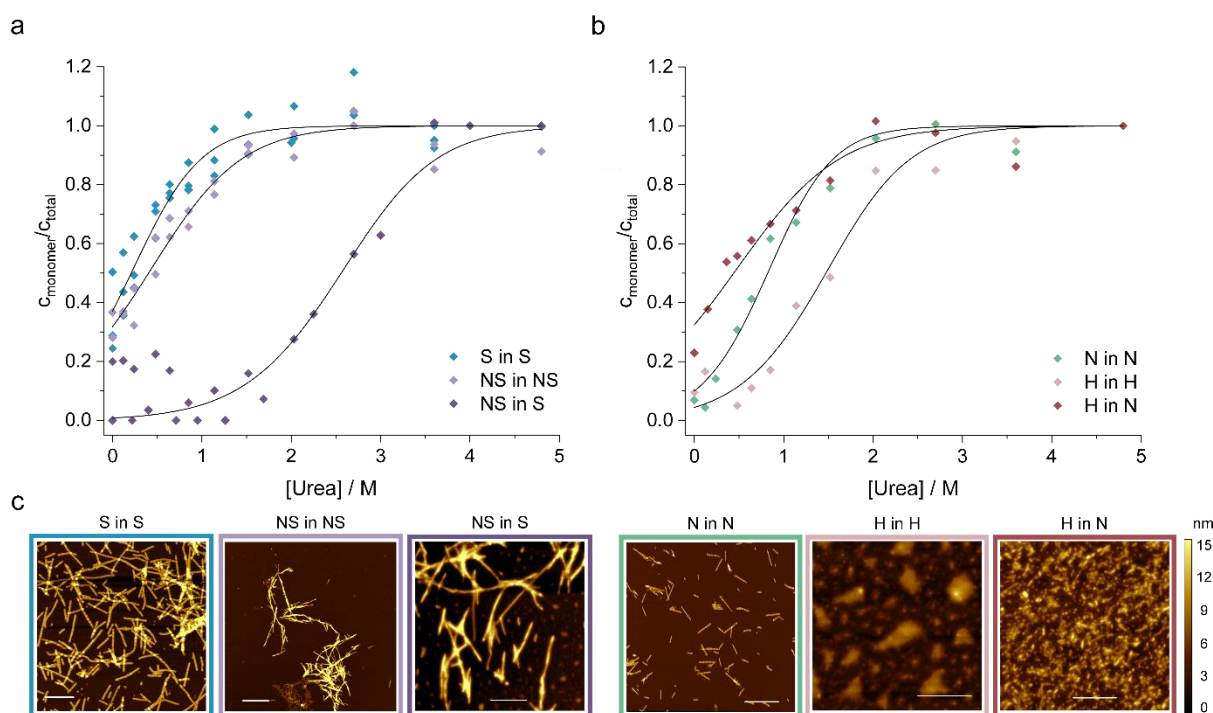 a
1.2
1.0
0.8
0.6
0.4
0.2
0.0
c_monomer/c_total
S in S
NS in NS
NS in S
0 1 2 3 4 5
[Urea] / M
b
1.2
1.0
0.8
0.6
0.4
0.2
0.0
c_monomer/c_total
N in N
H in H
H in N
0 1 2 3 4 5
[Urea] / M
c
S in S NS in NS NS in S N in N H in H H in N nm
15
12
9
6
3
0